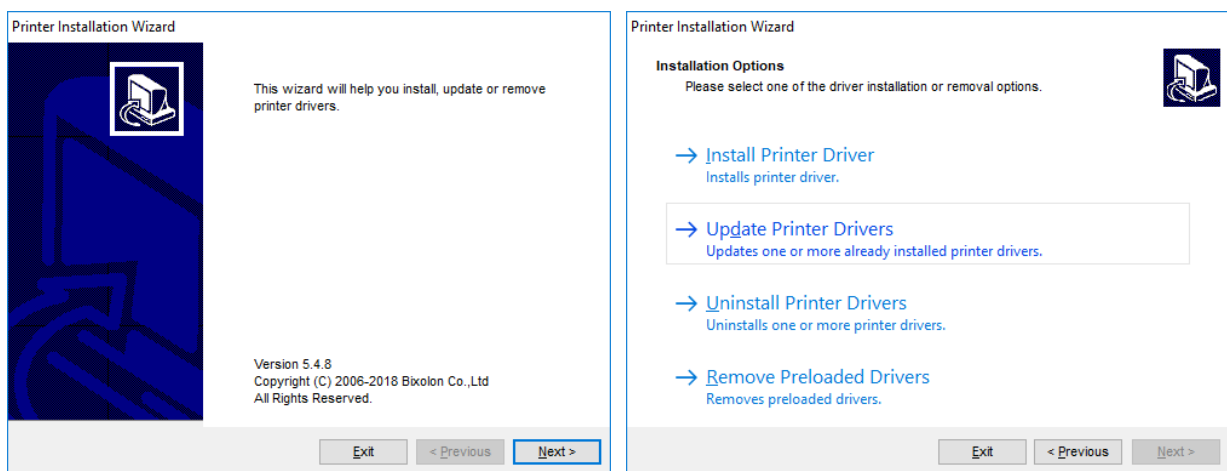 Printer Installation Wizard
This wizard will help you install, update or remove
printer drivers.
Version 5.4.8
Copyright (C) 2006-2018 Bixolon Co.,Ltd
All Rights Reserved.
Exit
< Previous
Next >
Printer Installation Wizard
Installation Options
Please select one of the driver installation or removal options.
Install Printer Driver
Installs printer driver.
Update Printer Drivers
Updates one or more already installed printer drivers.
Uninstall Printer Drivers
Uninstalls one or more printer drivers.
Remove Preloaded Drivers
Removes preloaded drivers.
Exit
< Previous
Next >